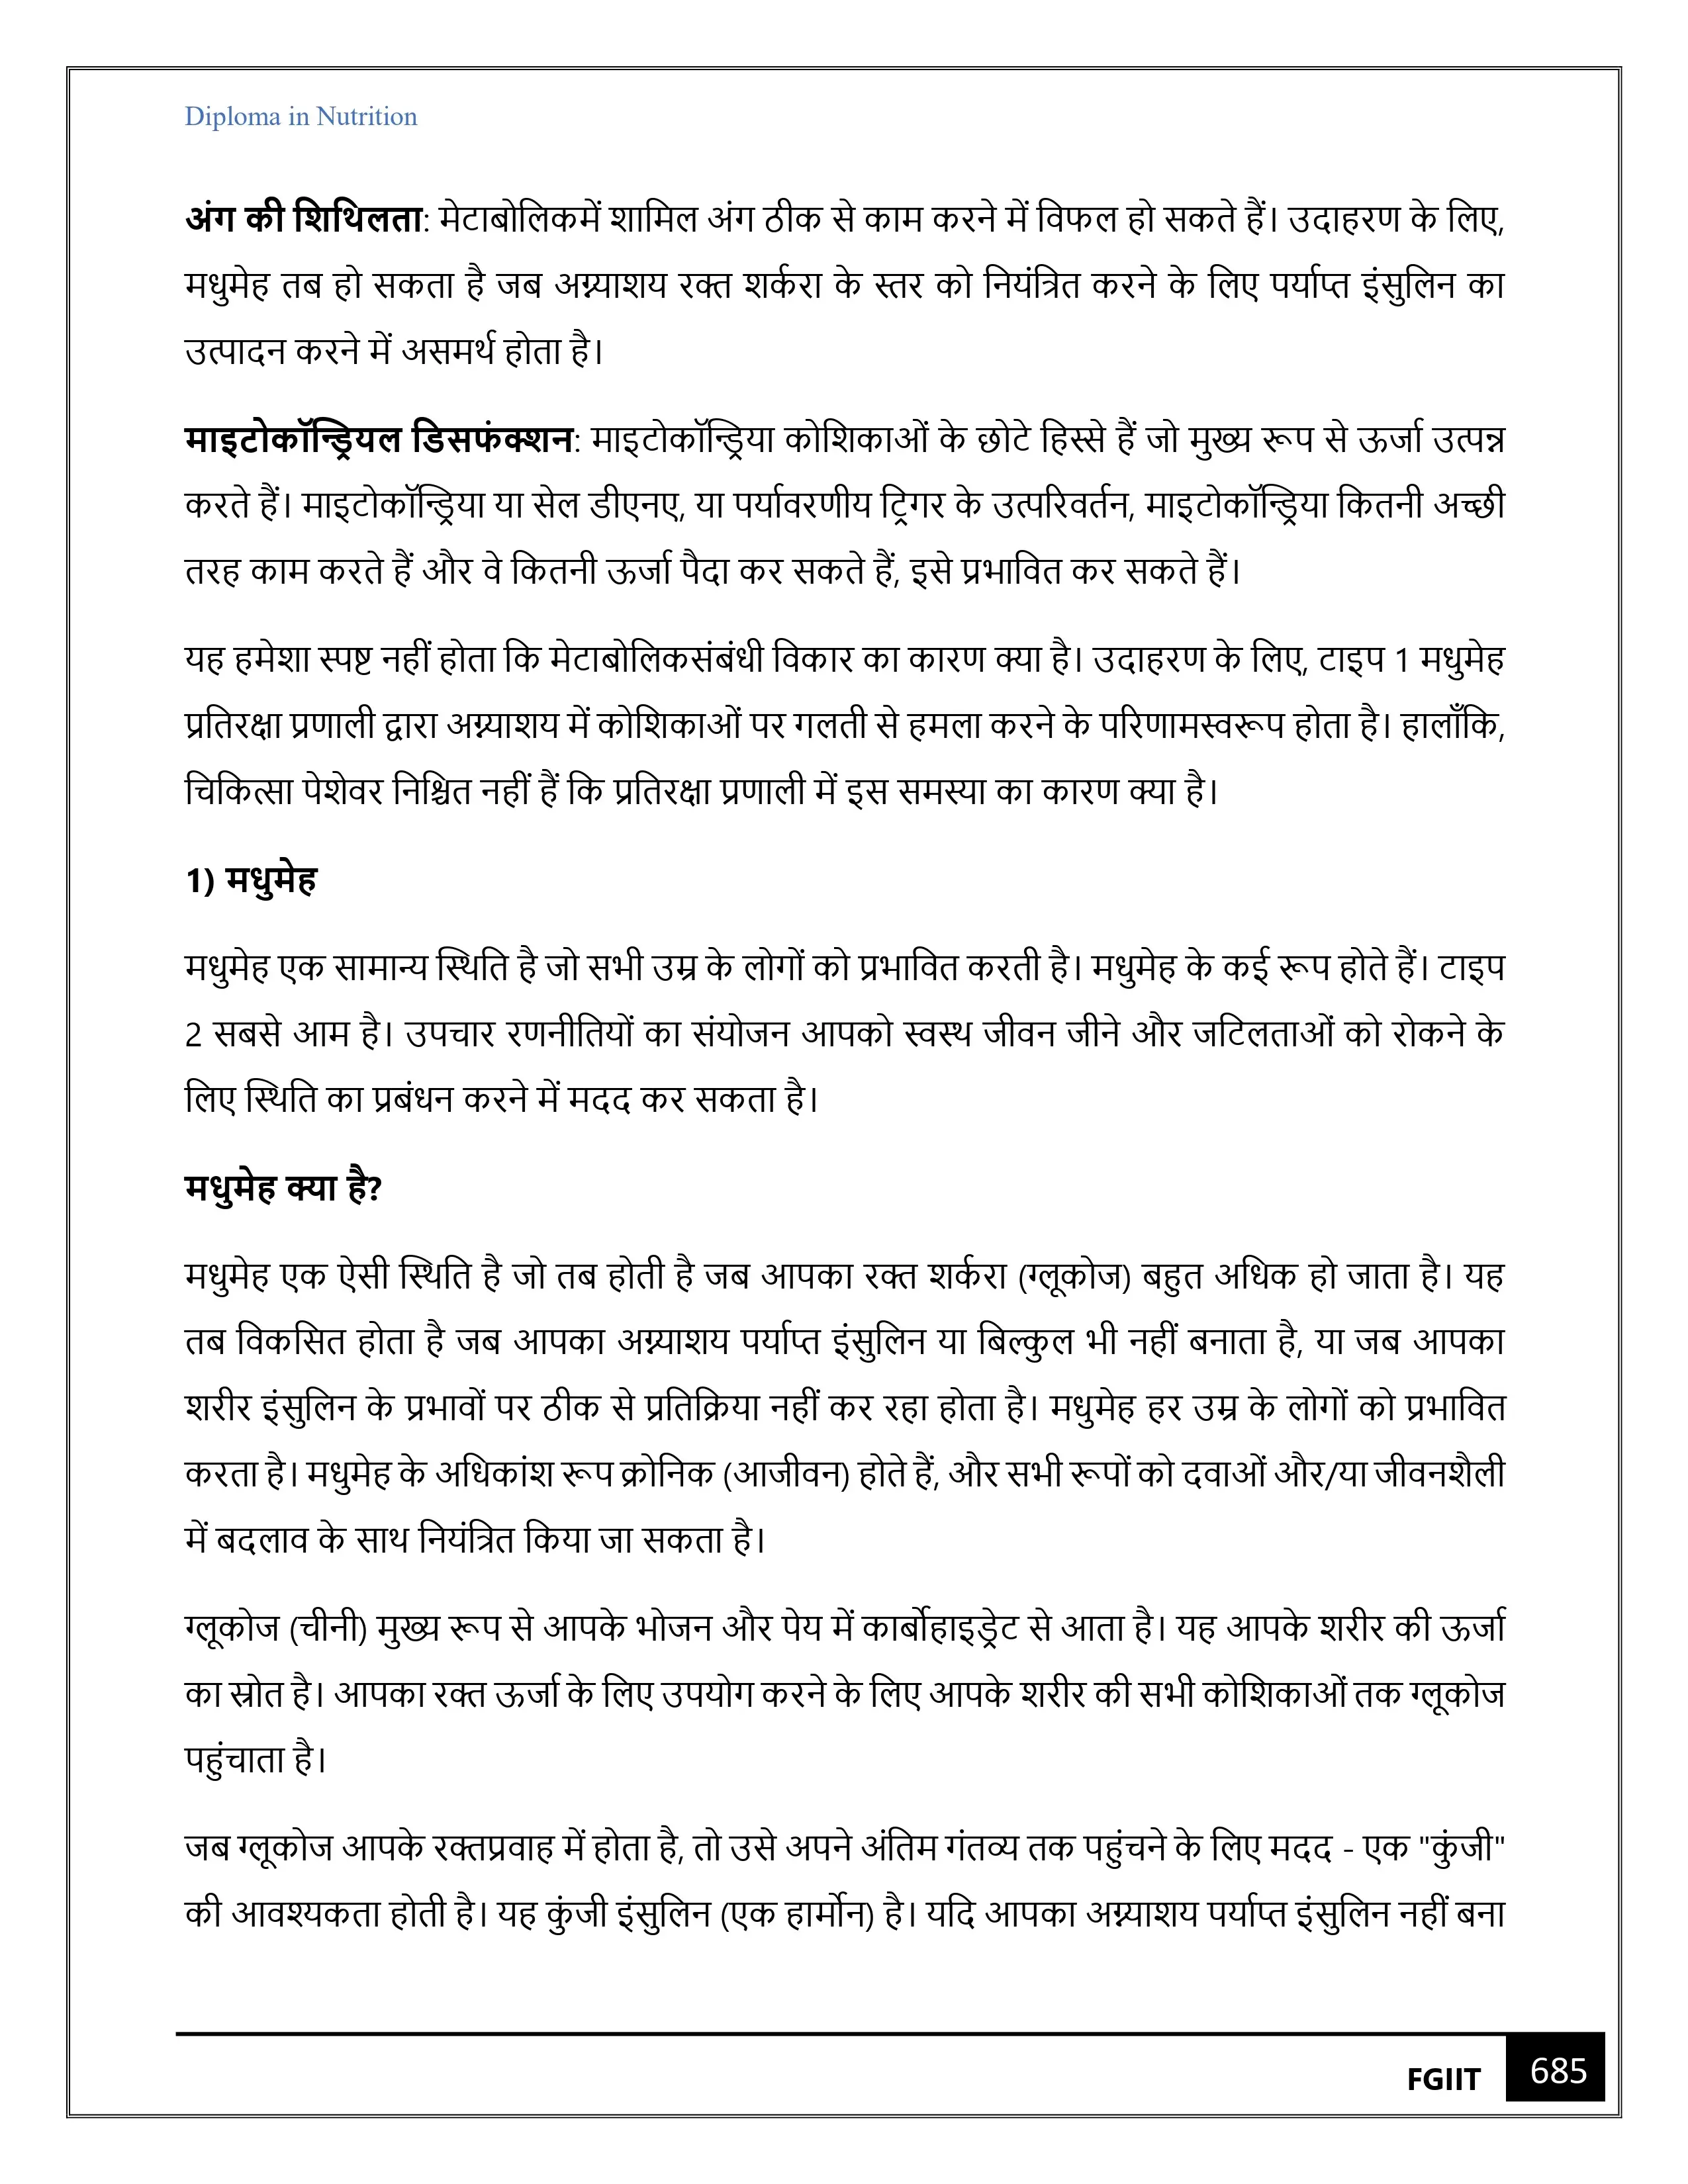 Diploma in Nutrition
अंग की शिथिलता: मेटाबोलिकमें शामिल अंग ठीक से काम करने में विफल हो सकते हैं। उदाहरण के लिए,
मधुमेह तब हो सकता है जब अग्न्याशय रक्त शर्करा के स्तर को नियंत्रित करने के लिए पर्याप्त इंसुलिन का
उत्पादन करने में असमर्थ होता है।
माइटोकॉन्ड्रियल डिसफंक्शन: माइटोकॉन्ड्रिया कोशिकाओं के छोटे हिस्से हैं जो मुख्य रूप से ऊर्जा उत्पन्न
करते हैं। माइटोकॉन्ड्रिया या सेल डीएनए, या पर्यावरणीय ट्रिगर के उत्परिवर्तन, माइटोकॉन्ड्रिया कितनी अच्छी
तरह काम करते हैं और वे कितनी ऊर्जा पैदा कर सकते हैं, इसे प्रभावित कर सकते हैं।
यह हमेशा स्पष्ट नहीं होता कि मेटाबोलिकसंबंधी विकार का कारण क्या है। उदाहरण के लिए, टाइप 1 मधुमेह
प्रतिरक्षा प्रणाली द्वारा अग्न्याशय में कोशिकाओं पर गलती से हमला करने के परिणामस्वरूप होता है। हालाँकि,
चिकित्सा पेशेवर निश्चित नहीं हैं कि प्रतिरक्षा प्रणाली में इस समस्या का कारण क्या है।
1) मधुमेह
मधुमेह एक सामान्य स्थिति है जो सभी उम्र के लोगों को प्रभावित करती है। मधुमेह के कई रूप होते हैं। टाइप
2 सबसे आम है। उपचार रणनीतियों का संयोजन आपको स्वस्थ जीवन जीने और जटिलताओं को रोकने के
लिए स्थिति का प्रबंधन करने में मदद कर सकता है।
मधुमेह क्या है?
मधुमेह एक ऐसी स्थिति है जो तब होती है जब आपका रक्त शर्करा (ग्लूकोज) बहुत अधिक हो जाता है। यह
तब विकसित होता है जब आपका अग्न्याशय पर्याप्त इंसुलिन या बिल्कुल भी नहीं बनाता है, या जब आपका
शरीर इंसुलिन के प्रभावों पर ठीक से प्रतिक्रिया नहीं कर रहा होता है। मधुमेह हर उम्र के लोगों को प्रभावित
करता है। मधुमेह के अधिकांश रूप क्रोनिक (आजीवन) होते हैं, और सभी रूपों को दवाओं और/या जीवनशैली
में बदलाव के साथ नियंत्रित किया जा सकता है।
ग्लूकोज (चीनी) मुख्य रूप से आपके भोजन और पेय में कार्बोहाइड्रेट से आता है। यह आपके शरीर की ऊर्जा
का स्रोत है। आपका रक्त ऊर्जा के लिए उपयोग करने के लिए आपके शरीर की सभी कोशिकाओं तक ग्लूकोज
पहुंचाता है।
जब ग्लूकोज आपके रक्तप्रवाह में होता है, तो उसे अपने अंतिम गंतव्य तक पहुंचने के लिए मदद - एक "कुंजी"
की आवश्यकता होती है। यह कुंजी इंसुलिन (एक हार्मोन) है। यदि आपका अग्न्याशय पर्याप्त इंसुलिन नहीं बना
FGIIT 685